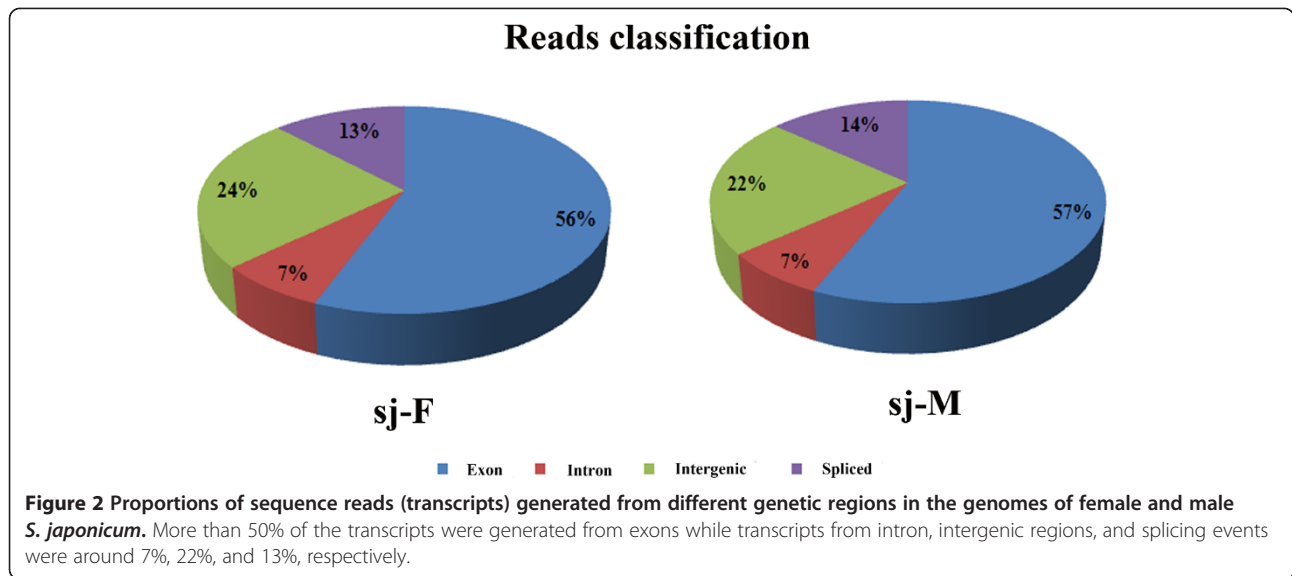 Reads classification
13%
24%
56%
7%
14%
22%
57%
7%
sj-F
sj-M
Exon Intron Intergenic Spliced
Figure 2 Proportions of sequence reads (transcripts) generated from different genetic regions in the genomes of female and male
S. japonicum. More than 50% of the transcripts were generated from exons while transcripts from intron, intergenic regions, and splicing events
were around 7%, 22%, and 13%, respectively.